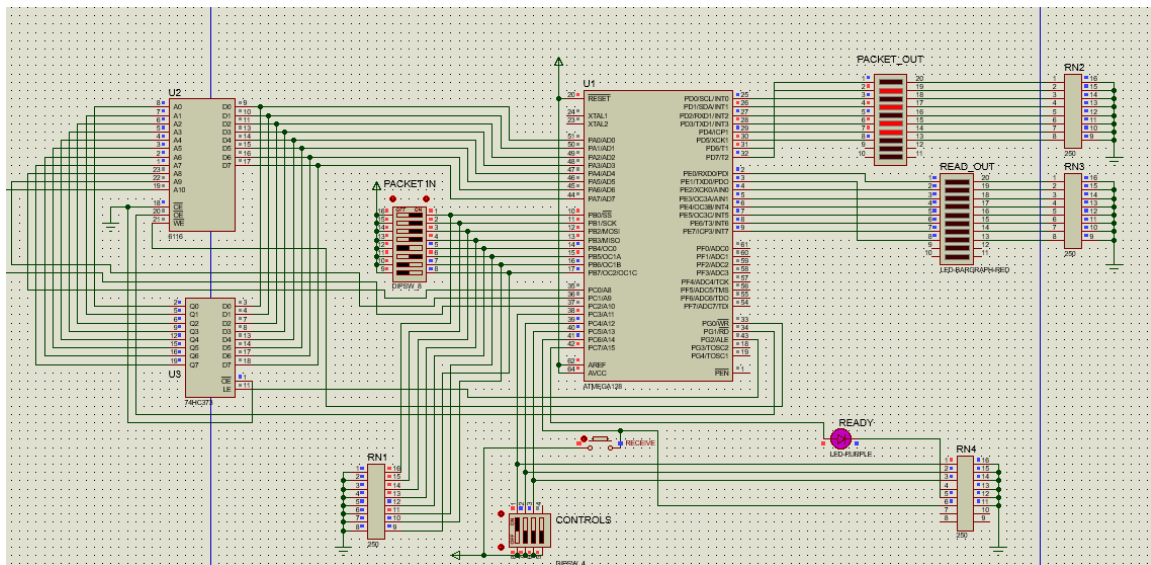 U2
A0
A1
A2
A3
A4
A5
A6
A7
A8
A9
A10
CE
OE
WE
D0
D1
D2
D3
D4
D5
D6
D7
6116
U3
Q0
Q1
Q2
Q3
Q4
Q5
Q6
Q7
D0
D1
D2
D3
D4
D5
D6
D7
OE
LE
74HC373
PACKET IN
DIPSW_8
U1
RESET
XTAL1
XTAL2
PA0/AD0
PA1/AD1
PA2/AD2
PA3/AD3
PA4/AD4
PA5/AD5
PA6/AD6
PA7/AD7
PB0/SS
PB1/SCK
PB2/MOSI
PB3/MISO
PB4/OC0
PB5/OC1A
PB6/OC1B
PB7/OC2/OC1C
PC0/A8
PC1/A9
PC2/A10
PC3/A11
PC4/A12
PC5/A13
PC6/A14
PC7/A15
AREF
AVCC
PD0/SCL/INT0
PD1/SDA/INT1
PD2/RXD1/INT2
PD3/TXD1/INT3
PD4/ICP1
PD5/XCK1
PD6/T1
PD7/T2
PE0/RXD0/PDI
PE1/TXD0/PDO
PE2/XCK0/AIN0
PE3/OC3A/AIN1
PE4/OC3B/INT4
PE5/OC3C/INT5
PE6/T3/INT6
PE7/ICP3/INT7
PF0/ADC0
PF1/ADC1
PF2/ADC2
PF3/ADC3
PF4/ADC4/TCK
PF5/ADC5/TMS
PF6/ADC6/TDO
PF7/ADC7/TDI
PG0/WR
PG1/RD
PG2/ALE
PG3/TOSC2
PG4/TOSC1
PEN
ATMEGA128
PACKET_OUT
RN2
250
READ_OUT
RN3
250
LED-BARGRAPH-RED
RECEIVE
READY
LED-PURPLE
RN4
250
RN1
250
CONTROLS
DIPSW_4